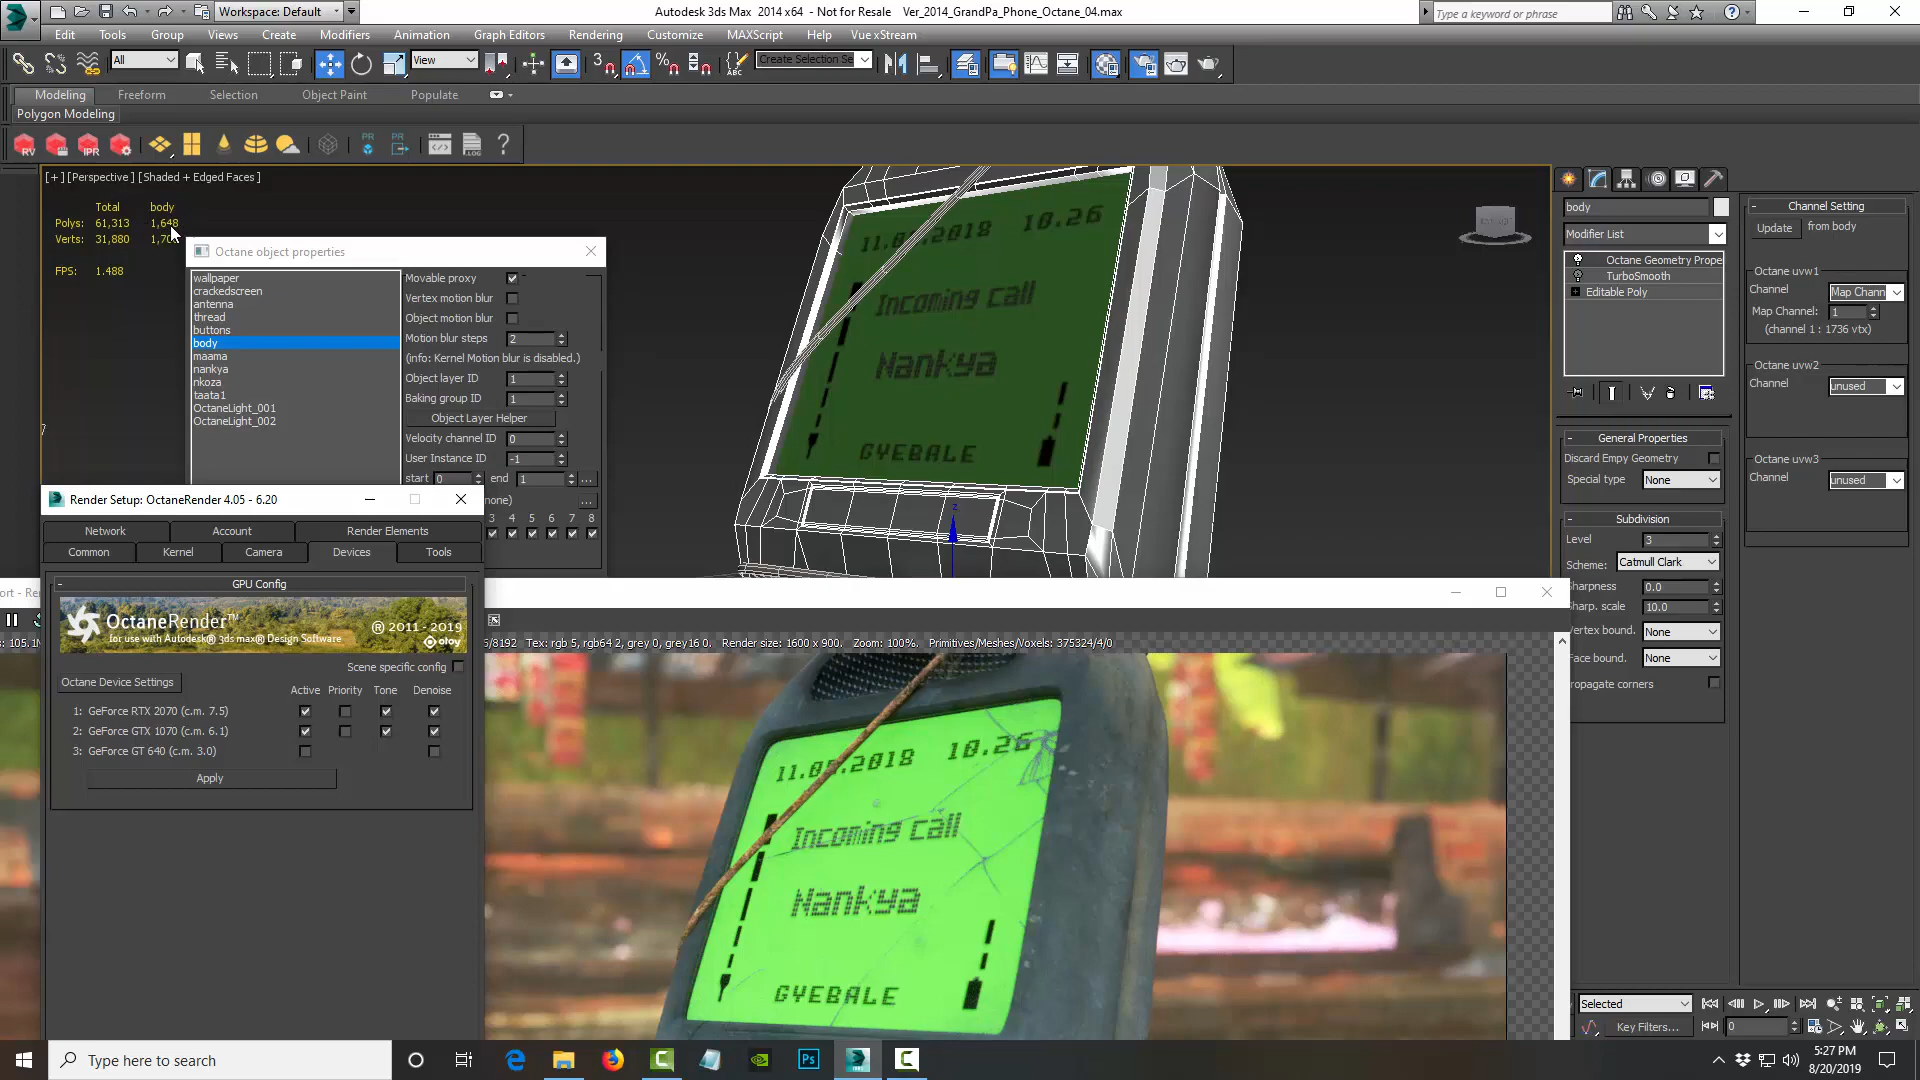 Workspace: Default
Autodesk 3ds Max 2014 x64 - Not for Resale Ver_2014_GrandPa_Phone_Octane_04.max
Type a keyword or phrase
Edit Tools Group Views Create Modifiers Animation Graph Editors Rendering Customize MAXScript Help Vue xStream
All View Create Selection Se
Modeling Freeform Selection Object Paint Populate
Polygon Modeling
RV IPR PR PR LOG
[+] [Perspective ] [Shaded + Edged Faces ]
Total body
Polys: 61,313 1,648
Verts: 31,880
FPS: 1.488
Octane object properties
wallpaper
crackedscreen
antenna
thread
buttons
body
maama
nankya
nkoza
taata1
OctaneLight_001
OctaneLight_002
Movable proxy
Vertex motion blur
Object motion blur
Motion blur steps 2
(info: Kernel Motion blur is disabled.)
Object layer ID 1
Baking group ID 1
Object Layer Helper
Velocity channel ID 0
User Instance ID -1
start 0 end 1 ...
...
3 4 5 6 7 8
11.05.2018 10.26
Incoming call
Nankya
GYEBALE
z
body
Modifier List
Octane Geometry Prope
TurboSmooth
Editable Poly
Channel Setting
Update from body
Octane uvw1
Channel Map Chann
Map Channel: 1
(channel 1 : 1736 vtx)
Octane uvw2
Channel unused
Octane uvw3
Channel unused
General Properties
Discard Empy Geometry
Special type None
Subdivision
Level 3
Scheme: Catmull Clark
Sharpness 0.0
Sharp. scale 10.0
Vertex bound. None
Face bound. None
Propagate corners
Render Setup: OctaneRender 4.05 - 6.20
Network Account Render Elements
Common Kernel Camera Devices Tools
GPU Config
OctaneRender™
for use with Autodesk® 3ds max® Design Software
® 2011 - 2019
otoy
Scene specific config
Octane Device Settings
Active Priority Tone Denoise
1: GeForce RTX 2070 (c.m. 7.5)
2: GeForce GTX 1070 (c.m. 6.1)
3: GeForce GT 640 (c.m. 3.0)
Apply
/8192 Tex: rgb 5, rgb64 2, grey 0, grey16 0. Render size: 1600 x 900. Zoom: 100%. Primitives/Meshes/Voxels: 375324/4/0
11.05.2018 10.26
Incoming call
Nankya
GYEBALE
Selected
Key Filters... 0
Type here to search
5:27 PM
8/20/2019